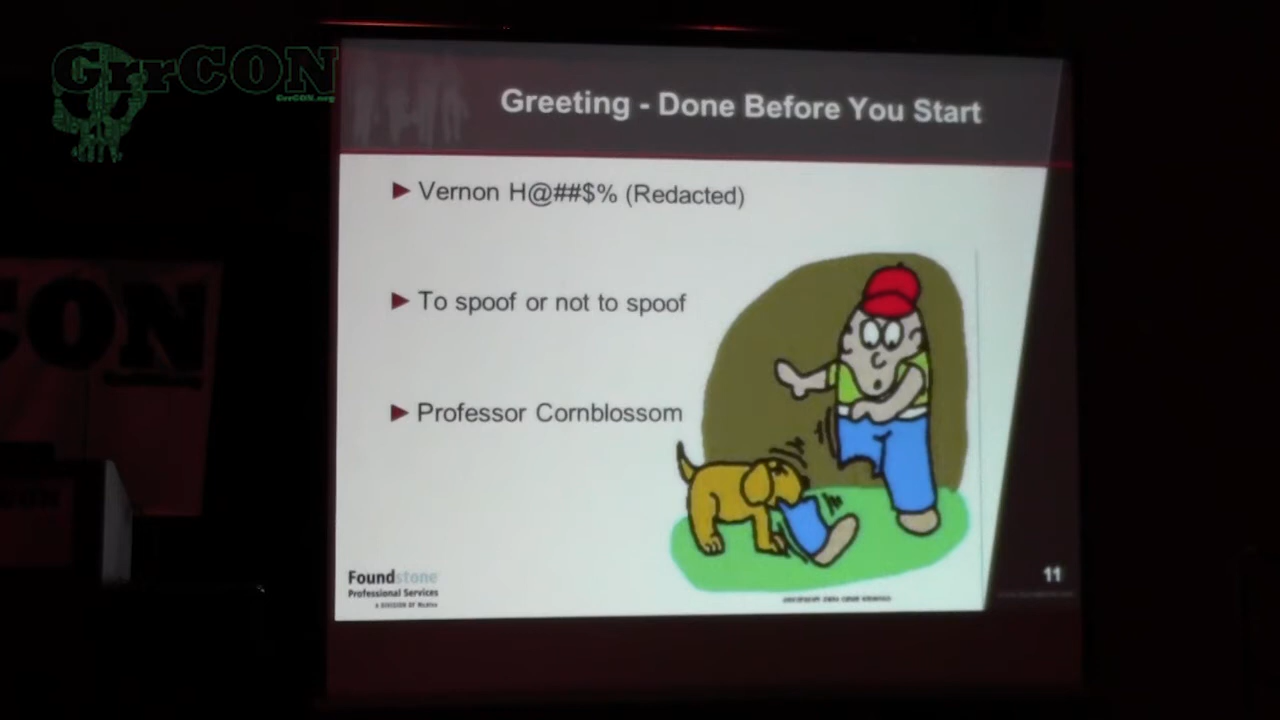 GrrCON
GrrCON.org
Greeting - Done Before You Start
Vernon H@##$% (Redacted)
To spoof or not to spoof
Professor Cornblossom
CON
Foundstone
Professional Services
A DIVISION OF McAfee
11